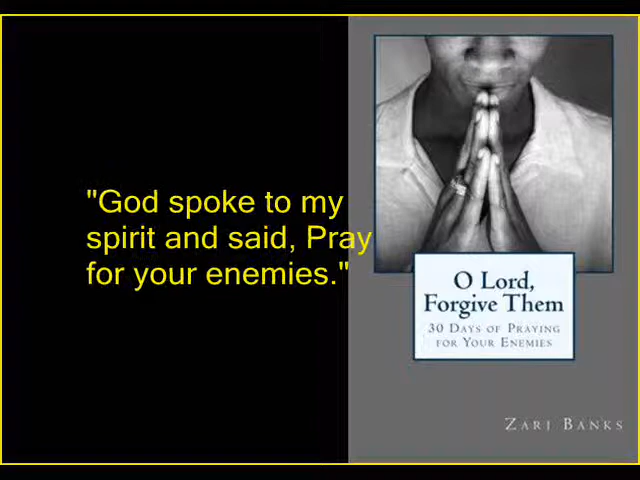 "God spoke to my
spirit and said, Pray
for your enemies."
O Lord,
Forgive Them
30 Days of Praying
for Your Enemies
Zari Banks